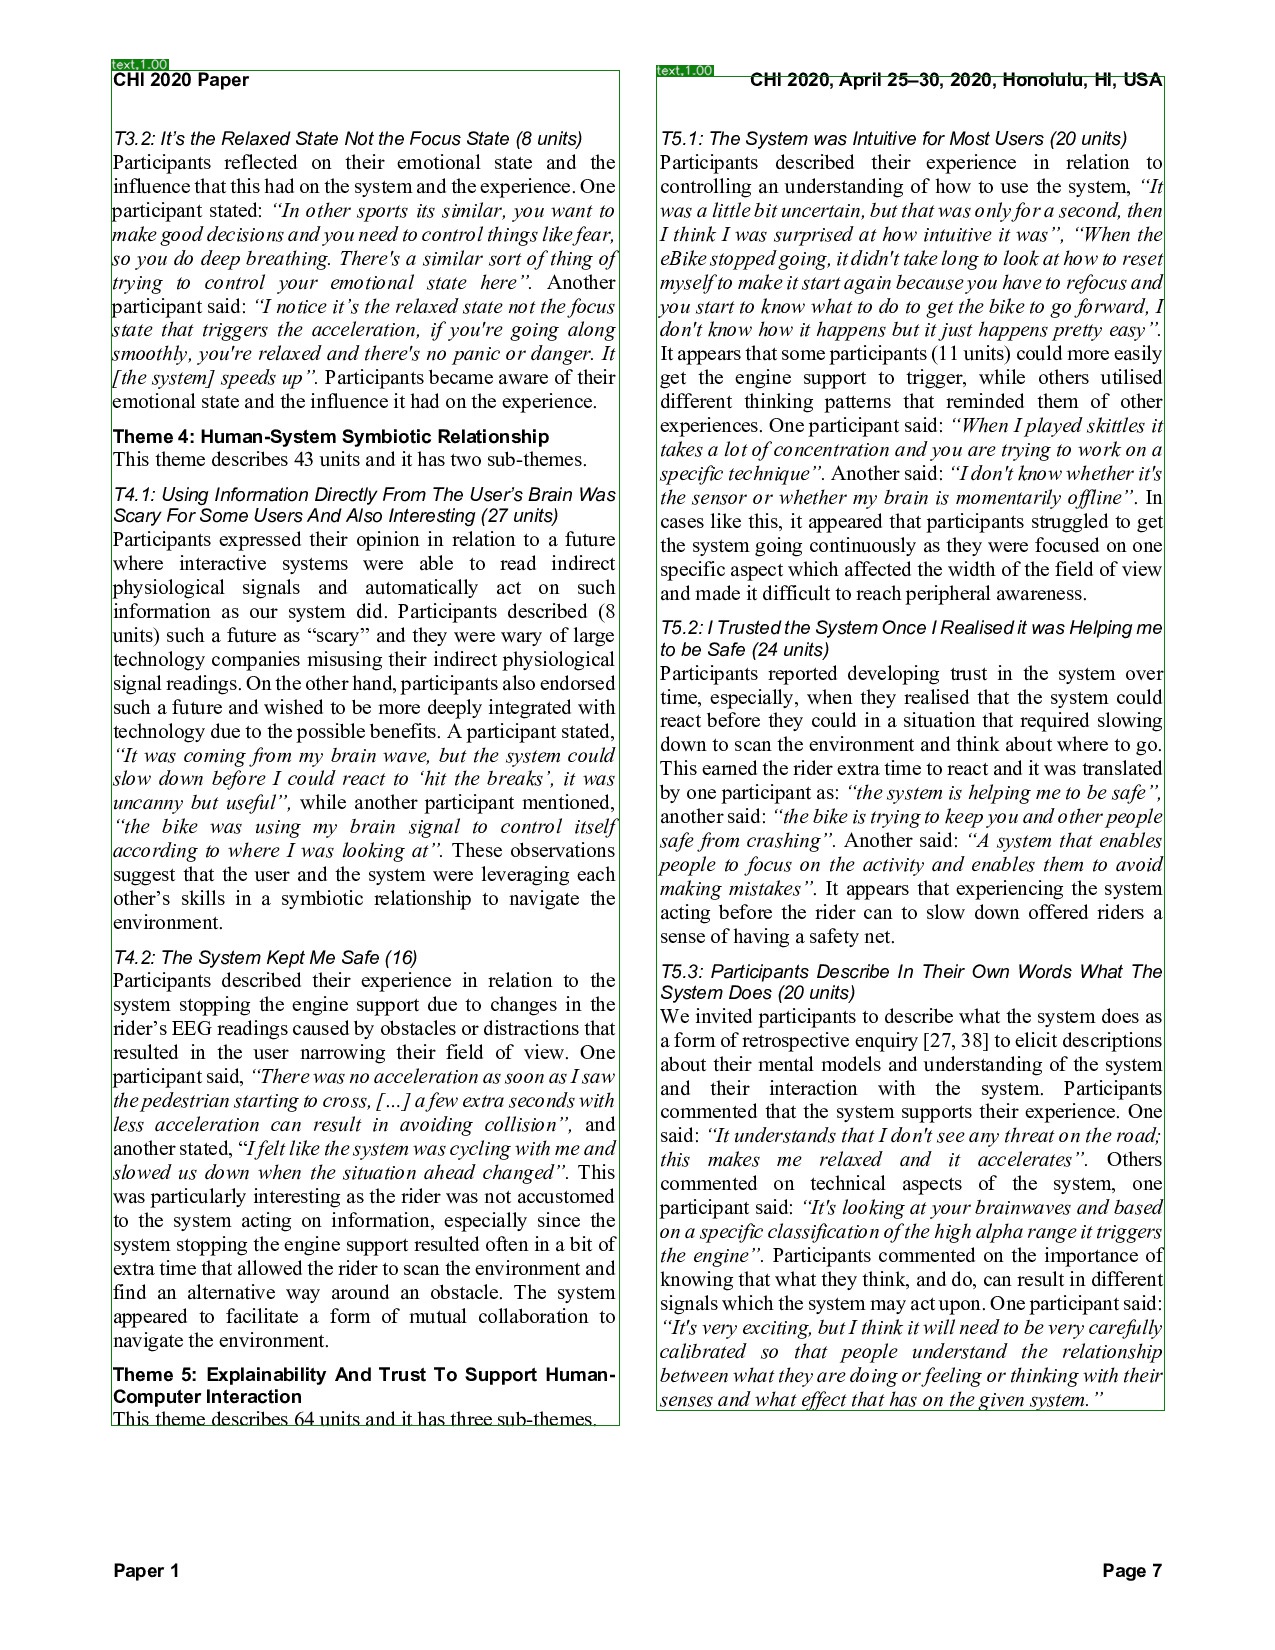 text,1.00
CHI 2020 Paper
text,1.00
CHI 2020, April 25–30, 2020, Honolulu, HI, USA
T3.2: It’s the Relaxed State Not the Focus State (8 units)
Participants reflected on their emotional state and the
influence that this had on the system and the experience. One
participant stated: “In other sports its similar, you want to
make good decisions and you need to control things like fear,
so you do deep breathing. There's a similar sort of thing of
trying to control your emotional state here”. Another
participant said: “I notice it’s the relaxed state not the focus
state that triggers the acceleration, if you're going along
smoothly, you're relaxed and there's no panic or danger. It
[the system] speeds up”. Participants became aware of their
emotional state and the influence it had on the experience.
Theme 4: Human-System Symbiotic Relationship
This theme describes 43 units and it has two sub-themes.
T4.1: Using Information Directly From The User’s Brain Was
Scary For Some Users And Also Interesting (27 units)
Participants expressed their opinion in relation to a future
where interactive systems were able to read indirect
physiological signals and automatically act on such
information as our system did. Participants described (8
units) such a future as “scary” and they were wary of large
technology companies misusing their indirect physiological
signal readings. On the other hand, participants also endorsed
such a future and wished to be more deeply integrated with
technology due to the possible benefits. A participant stated,
“It was coming from my brain wave, but the system could
slow down before I could react to ‘hit the breaks’, it was
uncanny but useful”, while another participant mentioned,
“the bike was using my brain signal to control itself
according to where I was looking at”. These observations
suggest that the user and the system were leveraging each
other’s skills in a symbiotic relationship to navigate the
environment.
T4.2: The System Kept Me Safe (16)
Participants described their experience in relation to the
system stopping the engine support due to changes in the
rider’s EEG readings caused by obstacles or distractions that
resulted in the user narrowing their field of view. One
participant said, “There was no acceleration as soon as I saw
the pedestrian starting to cross, […] a few extra seconds with
less acceleration can result in avoiding collision”, and
another stated, “I felt like the system was cycling with me and
slowed us down when the situation ahead changed”. This
was particularly interesting as the rider was not accustomed
to the system acting on information, especially since the
system stopping the engine support resulted often in a bit of
extra time that allowed the rider to scan the environment and
find an alternative way around an obstacle. The system
appeared to facilitate a form of mutual collaboration to
navigate the environment.
Theme 5: Explainability And Trust To Support Human-
Computer Interaction
This theme describes 64 units and it has three sub-themes.
T5.1: The System was Intuitive for Most Users (20 units)
Participants described their experience in relation to
controlling an understanding of how to use the system, “It
was a little bit uncertain, but that was only for a second, then
I think I was surprised at how intuitive it was”, “When the
eBike stopped going, it didn't take long to look at how to reset
myself to make it start again because you have to refocus and
you start to know what to do to get the bike to go forward, I
don't know how it happens but it just happens pretty easy”.
It appears that some participants (11 units) could more easily
get the engine support to trigger, while others utilised
different thinking patterns that reminded them of other
experiences. One participant said: “When I played skittles it
takes a lot of concentration and you are trying to work on a
specific technique”. Another said: “I don't know whether it's
the sensor or whether my brain is momentarily offline”. In
cases like this, it appeared that participants struggled to get
the system going continuously as they were focused on one
specific aspect which affected the width of the field of view
and made it difficult to reach peripheral awareness.
T5.2: I Trusted the System Once I Realised it was Helping me
to be Safe (24 units)
Participants reported developing trust in the system over
time, especially, when they realised that the system could
react before they could in a situation that required slowing
down to scan the environment and think about where to go.
This earned the rider extra time to react and it was translated
by one participant as: “the system is helping me to be safe”,
another said: “the bike is trying to keep you and other people
safe from crashing”. Another said: “A system that enables
people to focus on the activity and enables them to avoid
making mistakes”. It appears that experiencing the system
acting before the rider can to slow down offered riders a
sense of having a safety net.
T5.3: Participants Describe In Their Own Words What The
System Does (20 units)
We invited participants to describe what the system does as
a form of retrospective enquiry [27, 38] to elicit descriptions
about their mental models and understanding of the system
and their interaction with the system. Participants
commented that the system supports their experience. One
said: “It understands that I don't see any threat on the road;
this makes me relaxed and it accelerates”. Others
commented on technical aspects of the system, one
participant said: “It's looking at your brainwaves and based
on a specific classification of the high alpha range it triggers
the engine”. Participants commented on the importance of
knowing that what they think, and do, can result in different
signals which the system may act upon. One participant said:
“It's very exciting, but I think it will need to be very carefully
calibrated so that people understand the relationship
between what they are doing or feeling or thinking with their
senses and what effect that has on the given system.”
Paper 1
Page 7